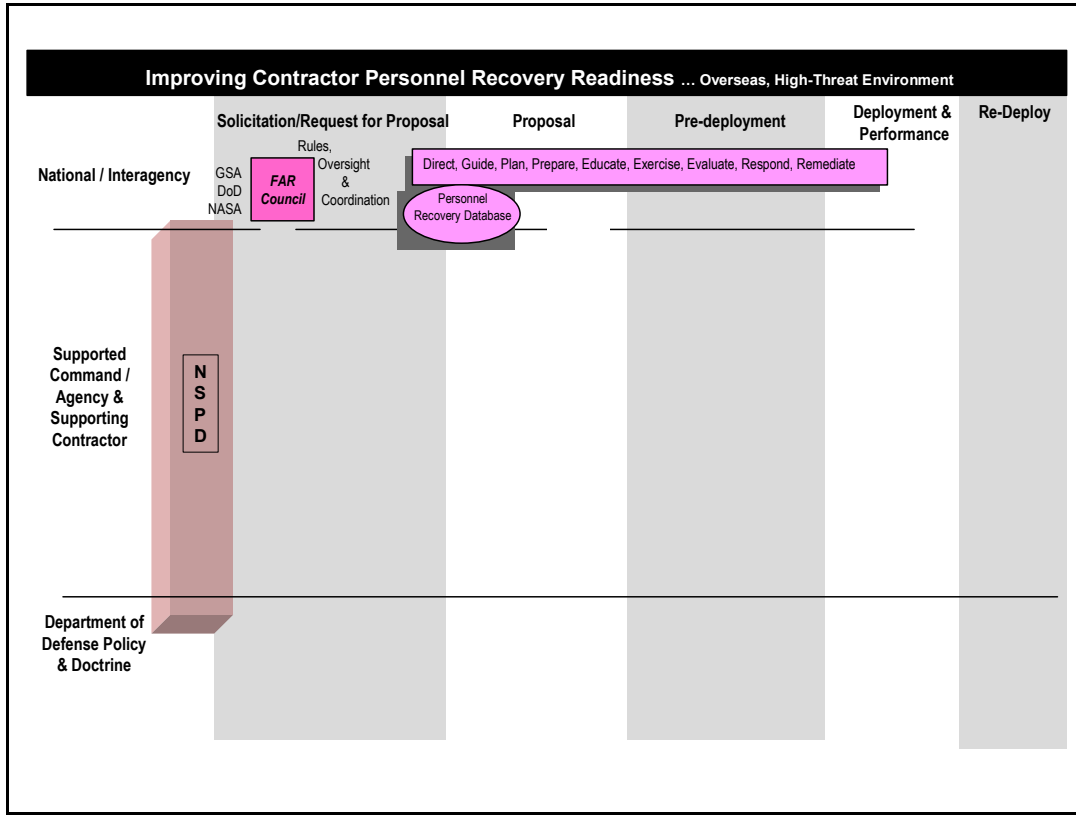 Improving Contractor Personnel Recovery Readiness ... Overseas, High-Threat Environment
Solicitation/Request for Proposal
Proposal
Pre-deployment
Deployment &
Performance
Re-Deploy
National / Interagency
GSA
DoD
NASA
FAR
Council
Rules,
Oversight
&
Coordination
Direct, Guide, Plan, Prepare, Educate, Exercise, Evaluate, Respond, Remediate
Personnel
Recovery Database
Supported
Command /
Agency &
Supporting
Contractor
N
S
P
D
Department of
Defense Policy
& Doctrine